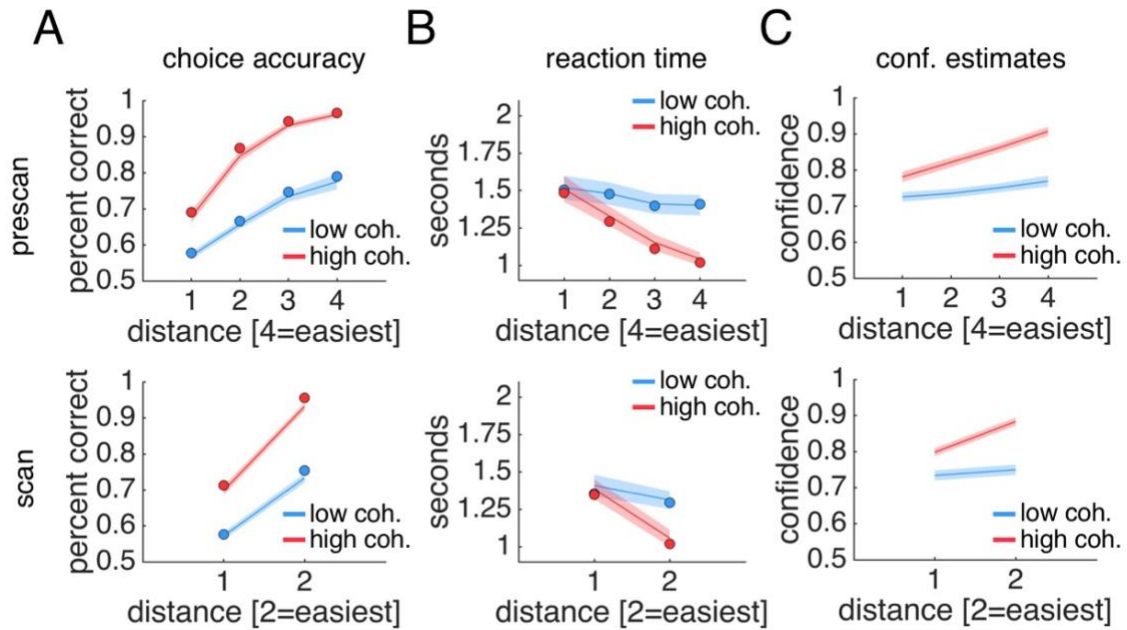 A
choice accuracy
prescan
percent correct
1
0.9
0.8
0.7
0.6
0.5
low coh.
high coh.
1 2 3 4
distance [4=easiest]
B
reaction time
seconds
2
1.75
1.5
1.25
1
low coh.
high coh.
1 2 3 4
distance [4=easiest]
C
conf. estimates
confidence
1
0.9
0.8
0.7
0.6
0.5
low coh.
high coh.
1 2 3 4
distance [4=easiest]
scan
percent correct
1
0.9
0.8
0.7
0.6
0.5
low coh.
high coh.
1 2
distance [2=easiest]
seconds
2
1.75
1.5
1.25
1
low coh.
high coh.
1 2
distance [2=easiest]
confidence
1
0.9
0.8
0.7
0.6
0.5
low coh.
high coh.
1 2
distance [2=easiest]